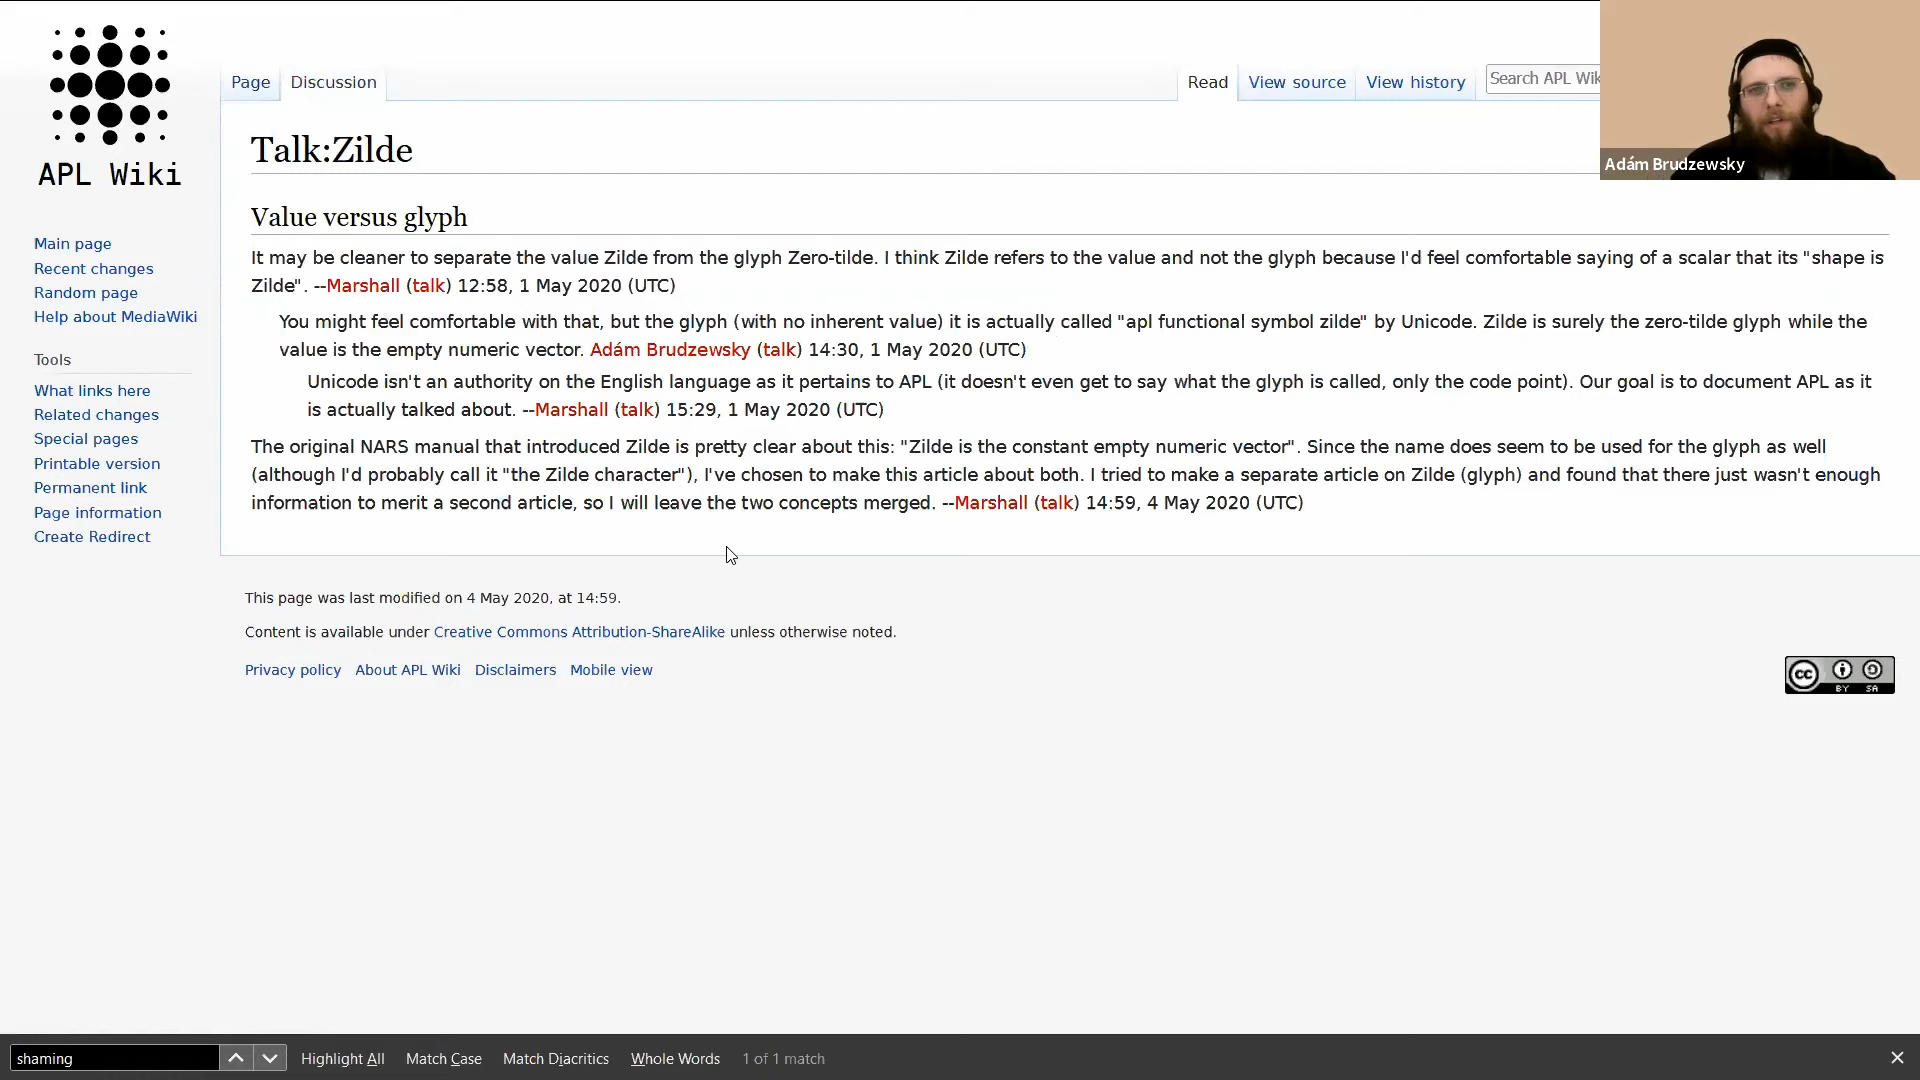 Page
Discussion
Read
View source
View history
Search APL Wik
Adám Brudzewsky
APL Wiki
Main page
Recent changes
Random page
Help about MediaWiki
Tools
What links here
Related changes
Special pages
Printable version
Permanent link
Page information
Create Redirect
Talk:Zilde
Value versus glyph
It may be cleaner to separate the value Zilde from the glyph Zero-tilde. I think Zilde refers to the value and not the glyph because I'd feel comfortable saying of a scalar that its "shape is
Zilde". --Marshall (talk) 12:58, 1 May 2020 (UTC)
You might feel comfortable with that, but the glyph (with no inherent value) it is actually called "apl functional symbol zilde" by Unicode. Zilde is surely the zero-tilde glyph while the
value is the empty numeric vector. Adám Brudzewsky (talk) 14:30, 1 May 2020 (UTC)
Unicode isn't an authority on the English language as it pertains to APL (it doesn't even get to say what the glyph is called, only the code point). Our goal is to document APL as it
is actually talked about. --Marshall (talk) 15:29, 1 May 2020 (UTC)
The original NARS manual that introduced Zilde is pretty clear about this: "Zilde is the constant empty numeric vector". Since the name does seem to be used for the glyph as well
(although I'd probably call it "the Zilde character"), I've chosen to make this article about both. I tried to make a separate article on Zilde (glyph) and found that there just wasn't enough
information to merit a second article, so I will leave the two concepts merged. --Marshall (talk) 14:59, 4 May 2020 (UTC)
This page was last modified on 4 May 2020, at 14:59.
Content is available under Creative Commons Attribution-ShareAlike unless otherwise noted.
Privacy policy About APL Wiki Disclaimers Mobile view
cc BY SA
shaming
Highlight All
Match Case
Match Diacritics
Whole Words
1 of 1 match